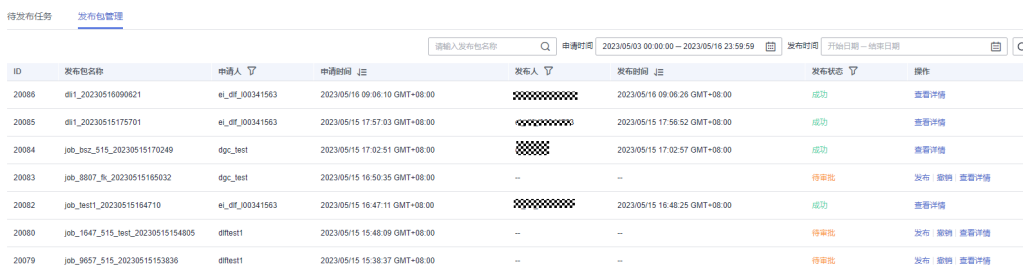 待发布任务 发布包管理
请输入发布包名称 申请时间 2023/05/03 00:00:00 – 2023/05/16 23:59:59 发布时间 开始日期 – 结束日期
ID 发布包名称 申请人 申请时间 发布人 发布时间 发布状态 操作
20086 dli1_20230516090621 ei_dlf_l00341563 2023/05/16 09:06:10 GMT+08:00 2023/05/16 09:06:26 GMT+08:00 成功 查看详情
20085 dli1_20230515175701 ei_dlf_l00341563 2023/05/15 17:57:03 GMT+08:00 2023/05/15 17:56:52 GMT+08:00 成功 查看详情
20084 job_bsz_515_20230515170249 dgc_test 2023/05/15 17:02:51 GMT+08:00 2023/05/15 17:02:57 GMT+08:00 成功 查看详情
20083 job_8807_fk_20230515165032 dgc_test 2023/05/15 16:50:35 GMT+08:00 -- -- 待审批 发布 撤销 查看详情
20082 job_test1_20230515164710 ei_dlf_l00341563 2023/05/15 16:47:11 GMT+08:00 2023/05/15 16:48:25 GMT+08:00 成功 查看详情
20080 job_1647_515_test_20230515154805 dlftest1 2023/05/15 15:48:09 GMT+08:00 -- -- 待审批 发布 撤销 查看详情
20079 job_9657_515_20230515153836 dlftest1 2023/05/15 15:38:37 GMT+08:00 -- -- 待审批 发布 撤销 查看详情